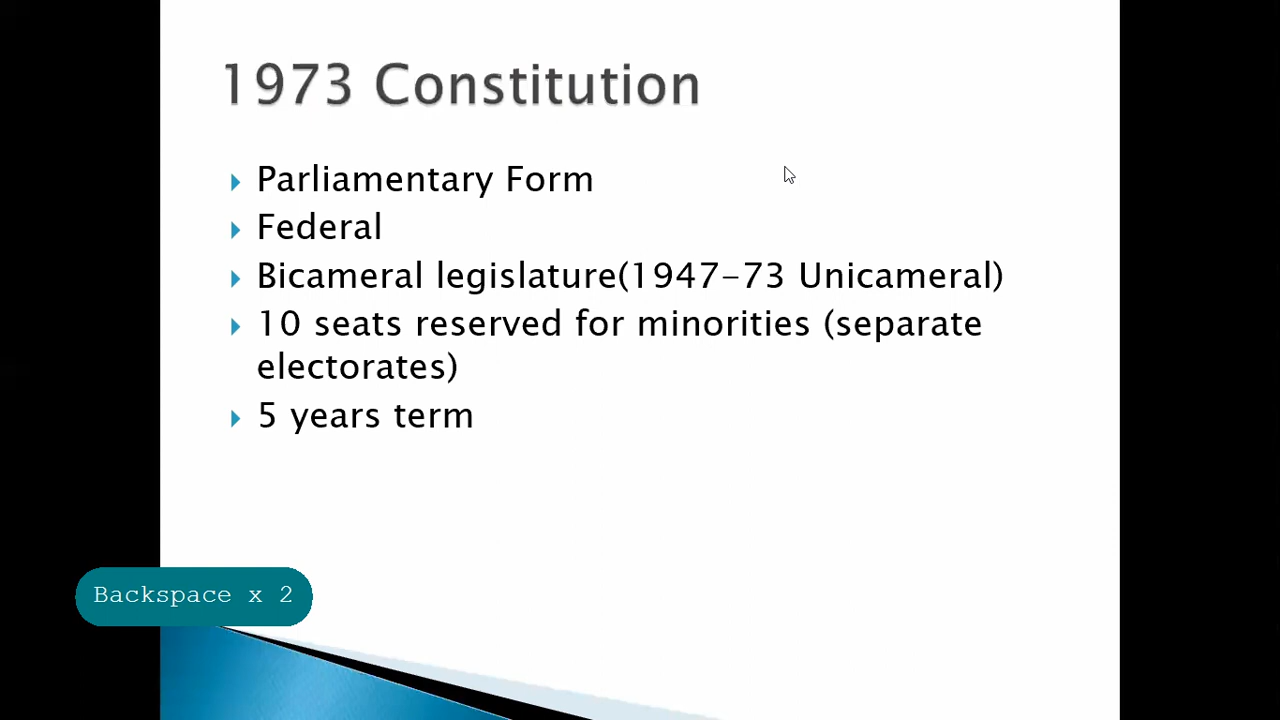 1973 Constitution
Parliamentary Form
Federal
Bicameral legislature(1947-73 Unicameral)
10 seats reserved for minorities (separate
electorates)
5 years term
Backspace x 2